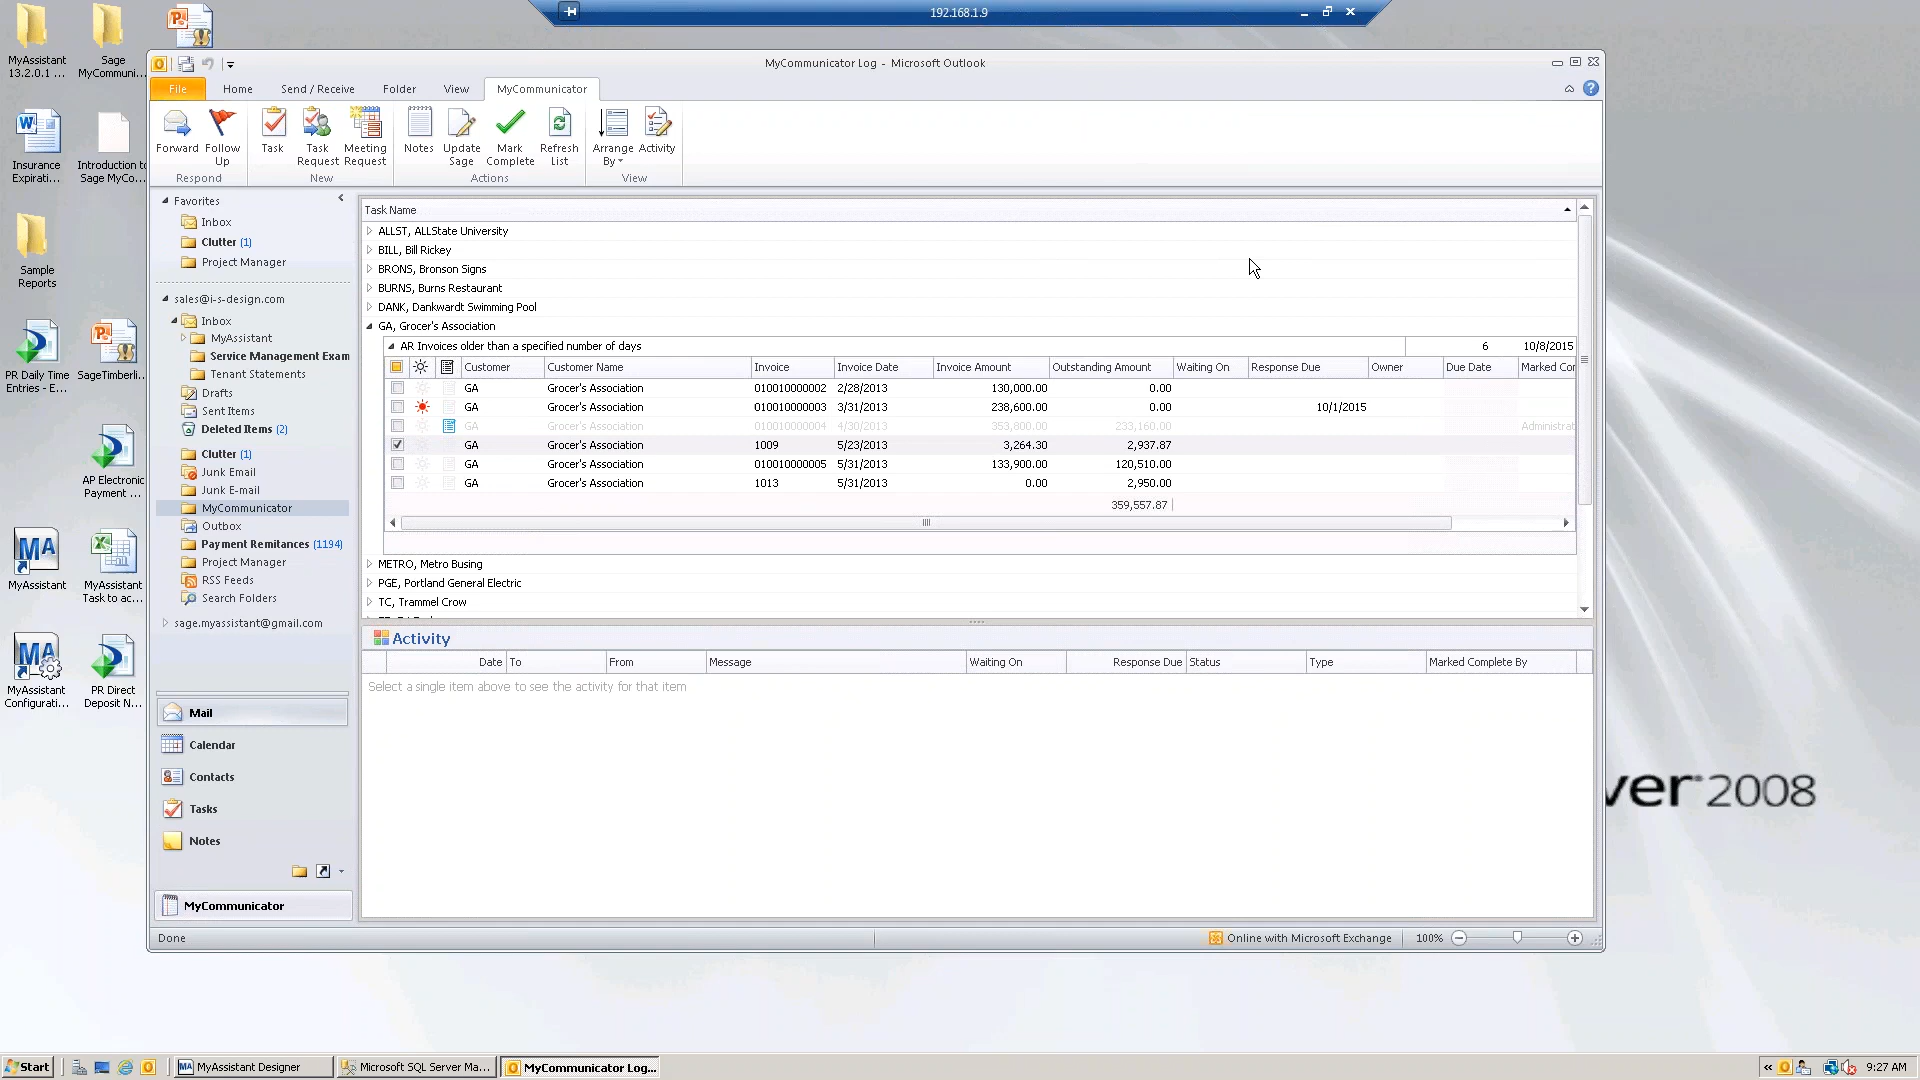 192.168.1.9
MyAssistant
13.2.0.1 ...
Sage
MyCommuni...
MyCommunicator Log - Microsoft Outlook
File
Home
Send / Receive
Folder
View
MyCommunicator
Forward
Follow
Up
Task
Task
Request
Meeting
Request
Notes
Update
Sage
Mark
Complete
Refresh
List
Arrange
By
Activity
Respond
New
Actions
View
Insurance
Expirati...
Introduction to
Sage MyCo...
Sample
Reports
PR Daily Time
Entries - E...
SageTimberli...
AP Electronic
Payment ...
MyAssistant
MyAssistant
Task to ac...
MyAssistant
Configurati...
PR Direct
Deposit N...
Favorites
Inbox
Clutter (1)
Project Manager
sales@i-s-design.com
Inbox
MyAssistant
Service Management Exam
Tenant Statements
Drafts
Sent Items
Deleted Items (2)
Clutter (1)
Junk Email
Junk E-mail
MyCommunicator
Outbox
Payment Remitances (1194)
Project Manager
RSS Feeds
Search Folders
sage.myassistant@gmail.com
Mail
Calendar
Contacts
Tasks
Notes
MyCommunicator
Task Name
ALLST, ALLState University
BILL, Bill Rickey
BRONS, Bronson Signs
BURNS, Burns Restaurant
DANK, Dankwardt Swimming Pool
GA, Grocer's Association
AR Invoices older than a specified number of days 6 10/8/2015
Customer Customer Name Invoice Invoice Date Invoice Amount Outstanding Amount Waiting On Response Due Owner Due Date Marked Cor
GA Grocer's Association 010010000002 2/28/2013 130,000.00 0.00
GA Grocer's Association 010010000003 3/31/2013 238,600.00 0.00 10/1/2015
GA Grocer's Association 010010000004 4/30/2013 353,800.00 233,160.00 Administrat
GA Grocer's Association 1009 5/23/2013 3,264.30 2,937.87
GA Grocer's Association 010010000005 5/31/2013 133,900.00 120,510.00
GA Grocer's Association 1013 5/31/2013 0.00 2,950.00
359,557.87
METRO, Metro Busing
PGE, Portland General Electric
TC, Trammel Crow
Activity
Date To From Message Waiting On Response Due Status Type Marked Complete By
Select a single item above to see the activity for that item
Done
Online with Microsoft Exchange
100%
ver 2008
Start
MyAssistant Designer
Microsoft SQL Server Ma...
MyCommunicator Log...
9:27 AM